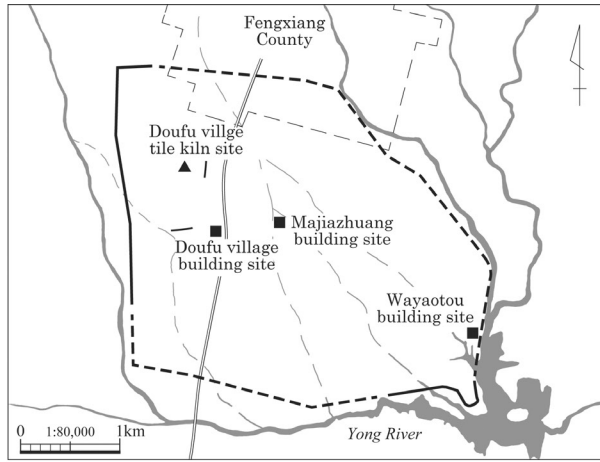 Fengxiang
County
Doufu villge
tile kiln site
Majiazhuang
building site
Doufu village
building site
Wayaotou
building site
0 1:80,000 1km
Yong River